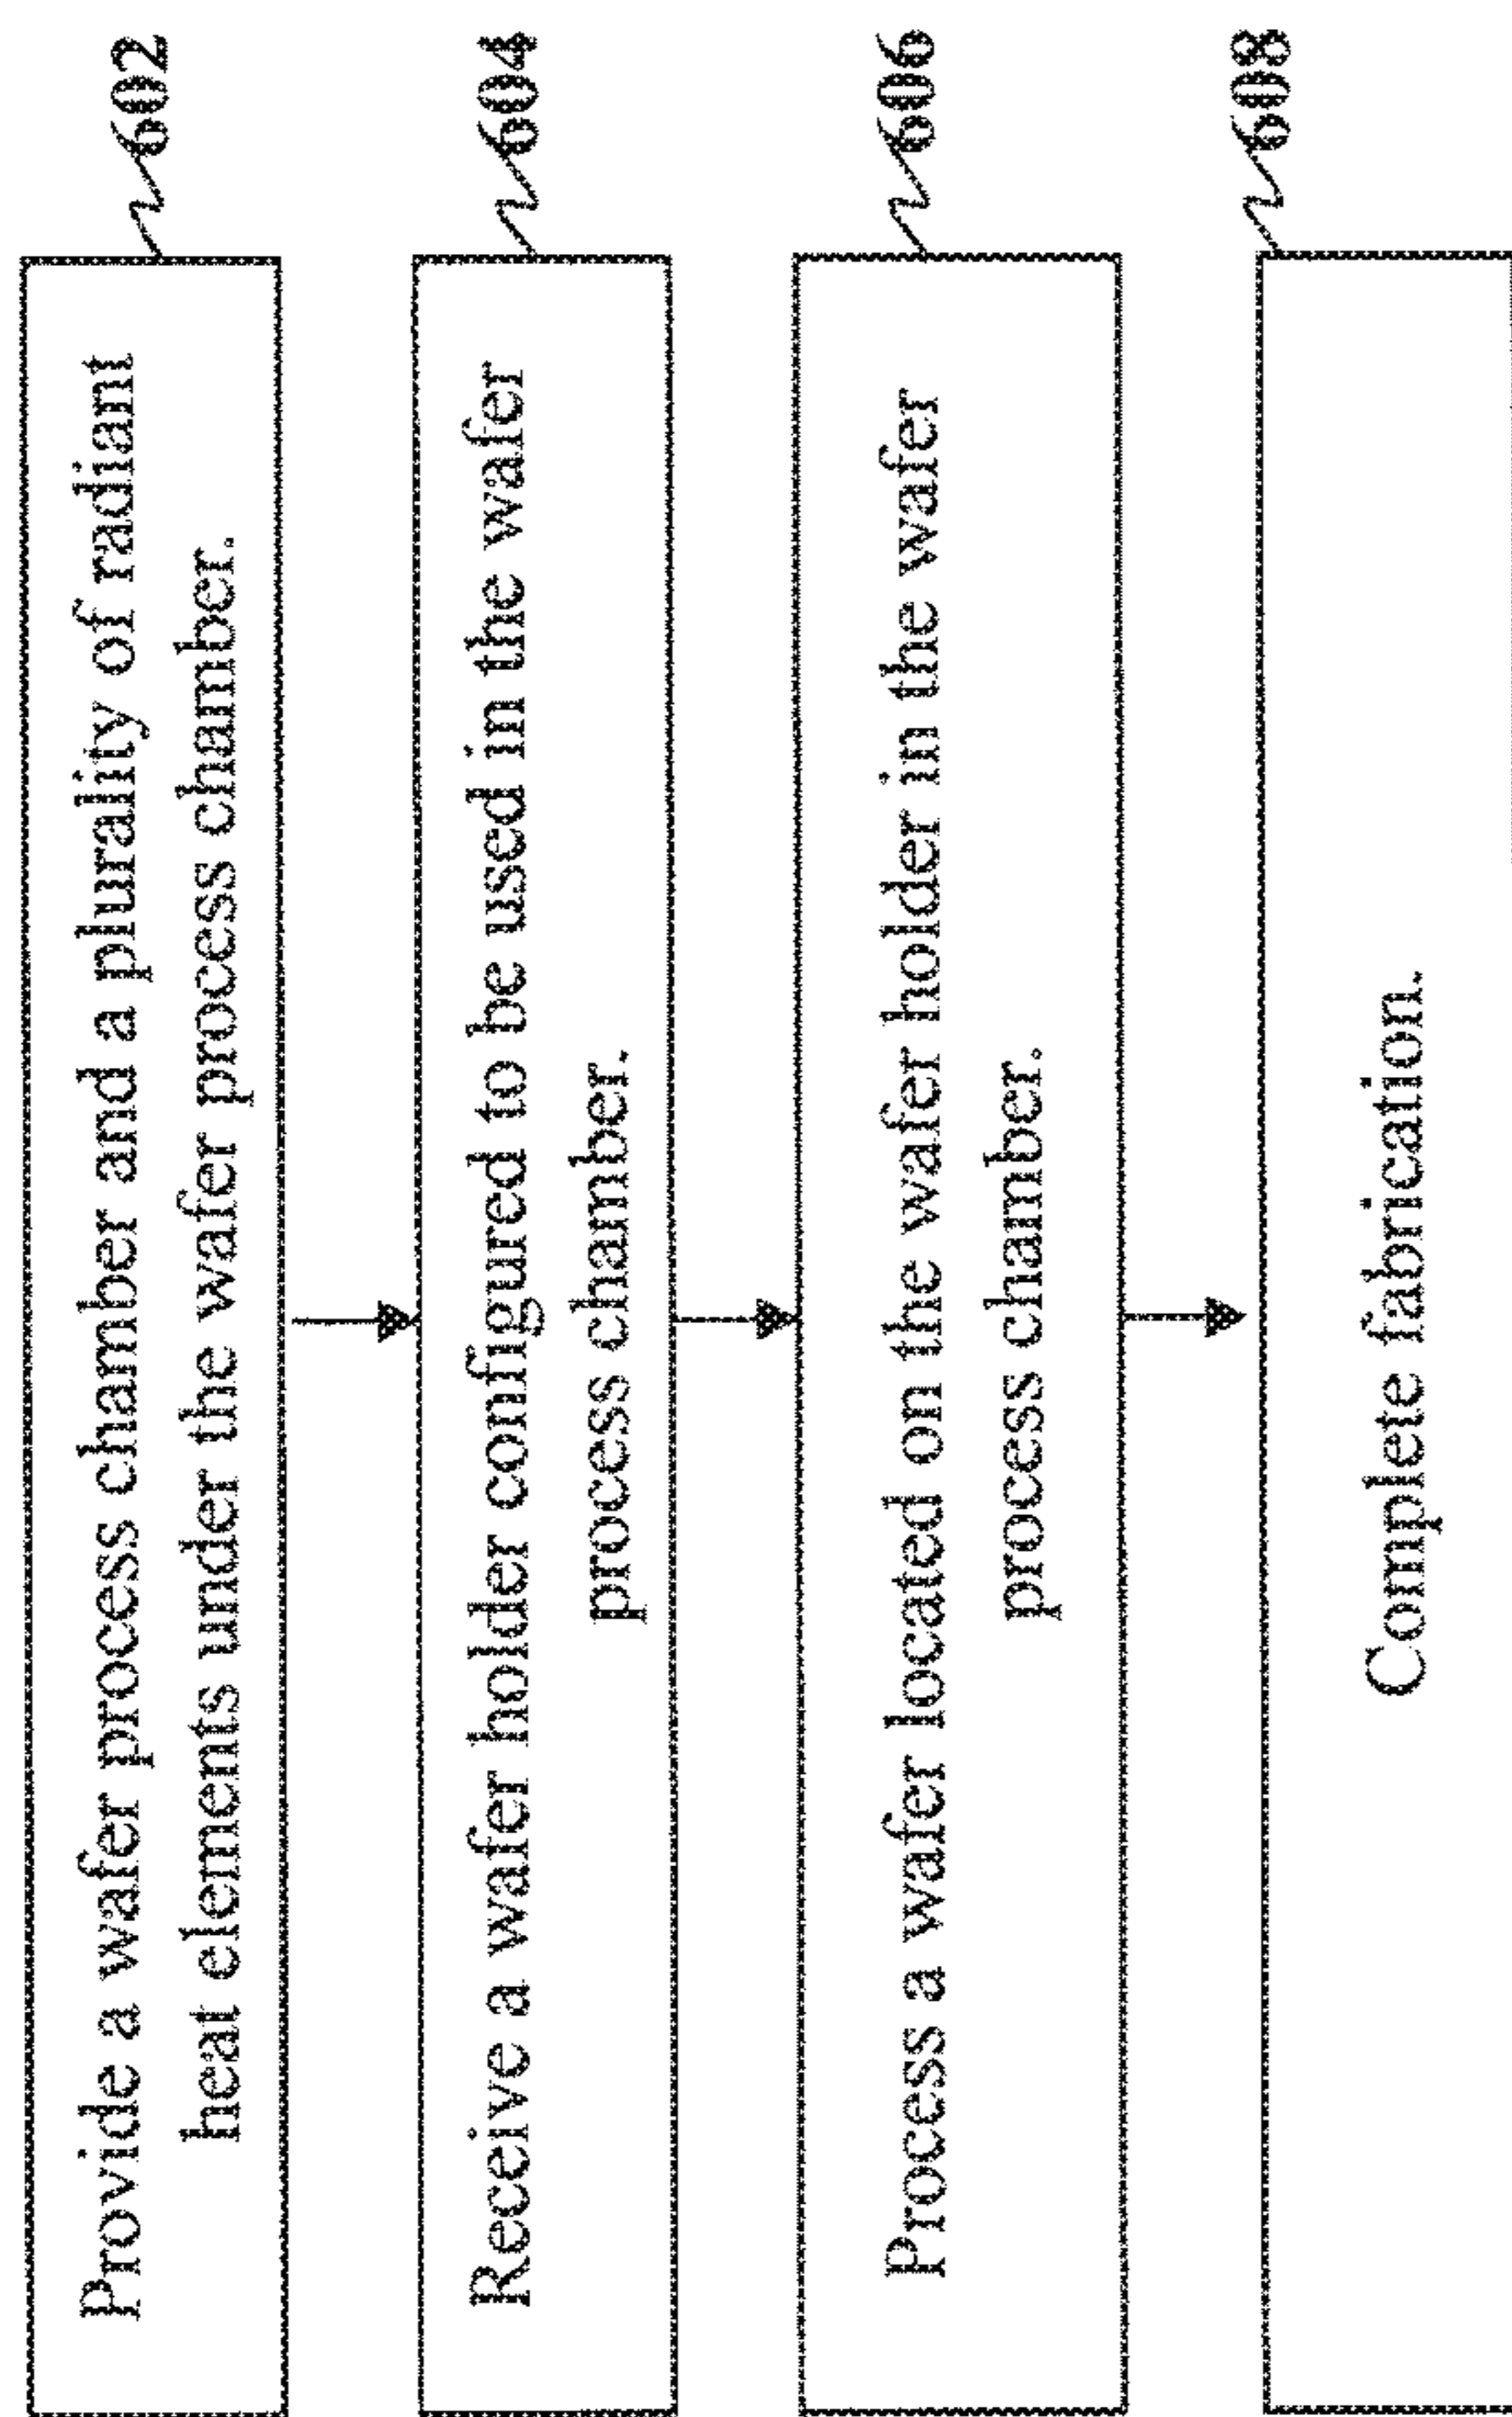 Provide a wafer process chamber and a plurality of radiant
heat elements under the wafer process chamber.
602
Receive a wafer holder configured to be used in the wafer
process chamber.
604
Process a wafer located on the wafer holder in the wafer
process chamber.
606
Complete fabrication.
608